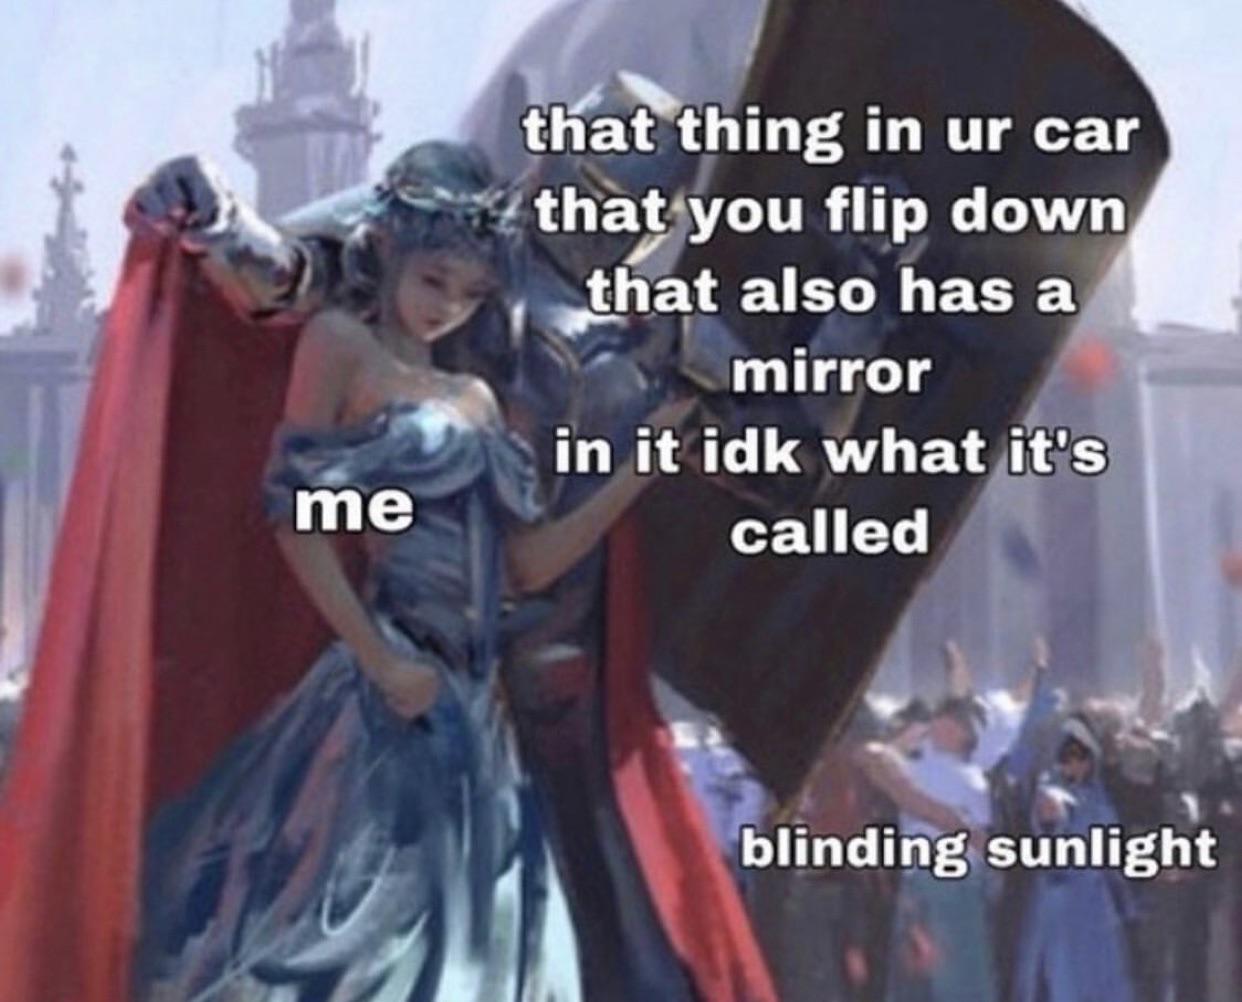 that thing in ur car
that you flip down
that also has a
mirror
in it idk what it's
called
me
blinding sunlight